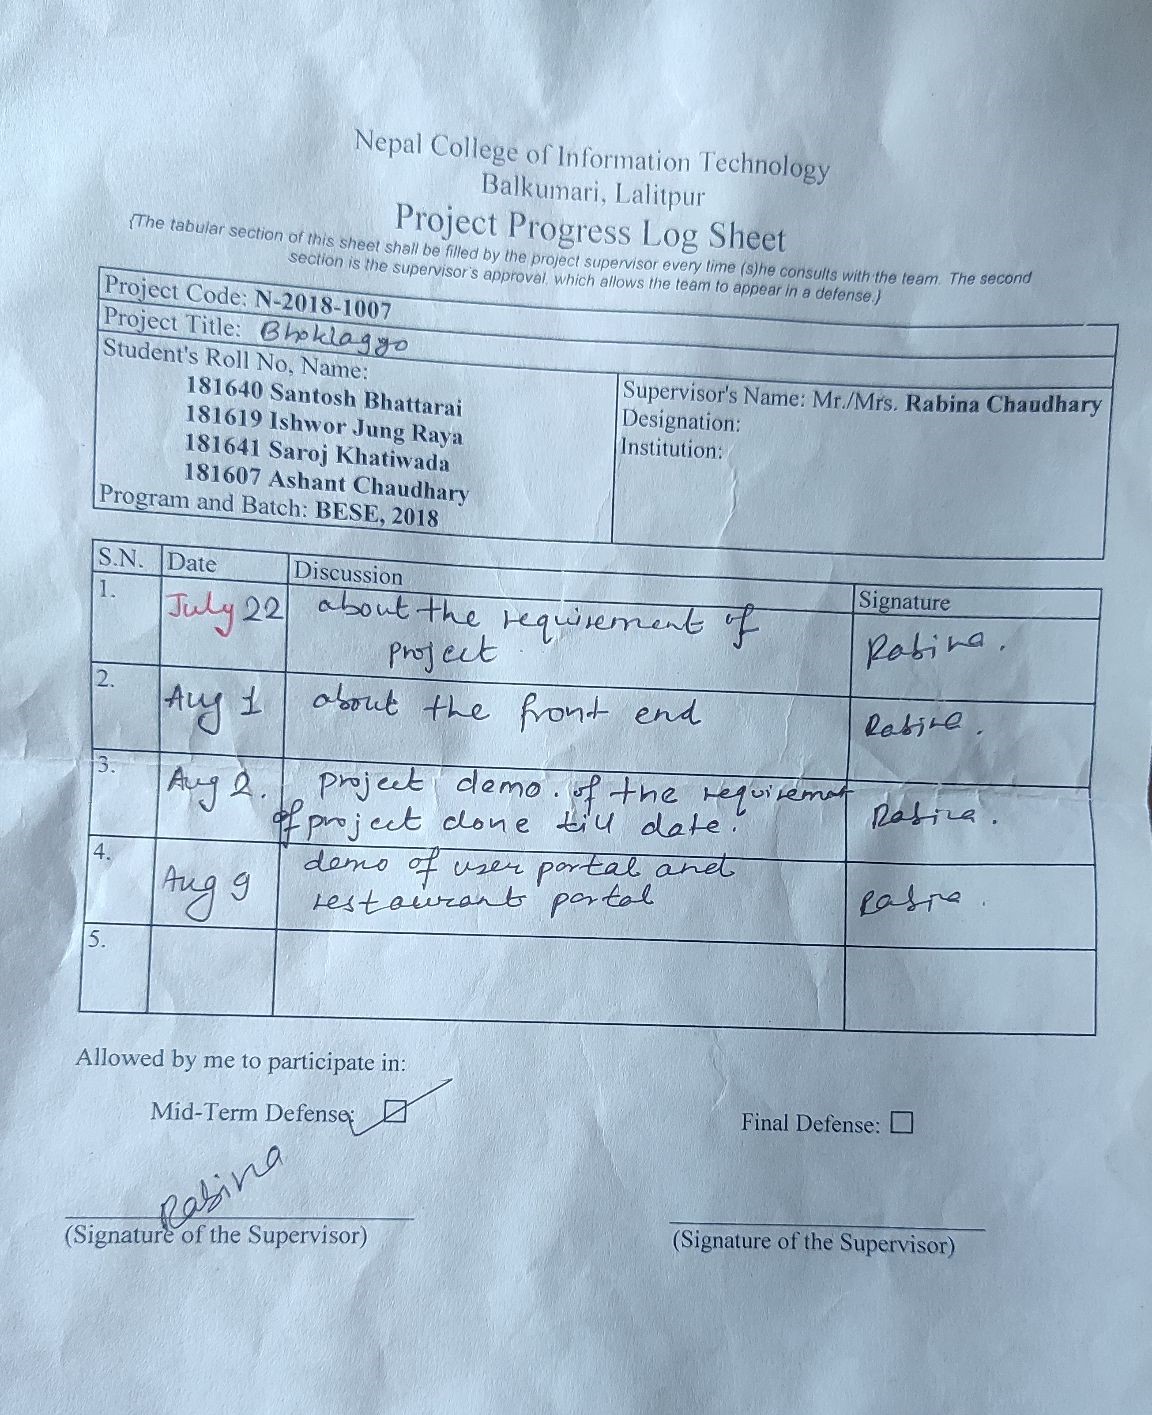 Nepal College of Information Technology
Balkumari, Lalitpur
Project Progress Log Sheet
{The tabular section of this sheet shall be filled by the project supervisor every time (s)he consults with the team. The second
section is the supervisor's approval, which allows the team to appear in a defense.}
Project Code: N-2018-1007
Project Title: Bhoklaggo
Student's Roll No, Name:
181640 Santosh Bhattarai
181619 Ishwor Jung Raya
181641 Saroj Khatiwada
181607 Ashant Chaudhary
Program and Batch: BESE, 2018
Supervisor's Name: Mr./Mrs. Rabina Chaudhary
Designation:
Institution:
S.N. Date Discussion Signature
1. July 22 about the requirement of
project Rabina.
2. Aug 1 about the front end Rabina.
3. Aug 2. project demo. of the requiremnt
of project done till date. Rabina.
4. Aug 9 demo of user portal and
restaurant portal Rabina.
5.
Allowed by me to participate in:
Mid-Term Defense:
Final Defense:
Rabina
(Signature of the Supervisor)
(Signature of the Supervisor)